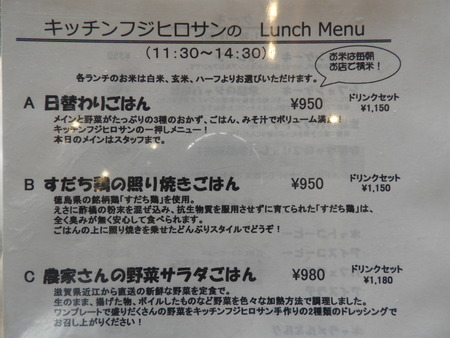 キッチンフジヒロサンの Lunch Menu
(11:30~14:30)
お米は毎朝
お店で精米!
各ランチのお米は白米、玄米、ハーフよりお選びいただけます。
A 日替わりごはん ¥950 ドリンクセット ¥1,150
メインと野菜がたっぷりの3種のおかず、ごはん、みそ汁でボリューム満点!
キッチンフジヒロサンの一押しメニュー!
本日のメインはスタッフまで。
B すだち鶏の照り焼きごはん ¥950 ドリンクセット ¥1,150
徳島県の銘柄鶏「すだち鶏」を使用。
えさに酢橘の粉末を混ぜ込み、抗生物質を服用させずに育てられた「すだち鶏」は、
全く臭みが無く安心して食べられます。
ごはんの上に照り焼きを乗せたどんぶりスタイルでどうぞ!
C 農家さんの野菜サラダごはん ¥980 ドリンクセット ¥1,180
滋賀県近江から直送の新鮮な野菜を定食で。
生のまま、揚げた物、ボイルしたものなど野菜を色々な加熱方法で調理しました。
ワンプレートで盛りだくさんの野菜をキッチンフジヒロサン手作りの2種類のドレッシングで
お召し上がりください!